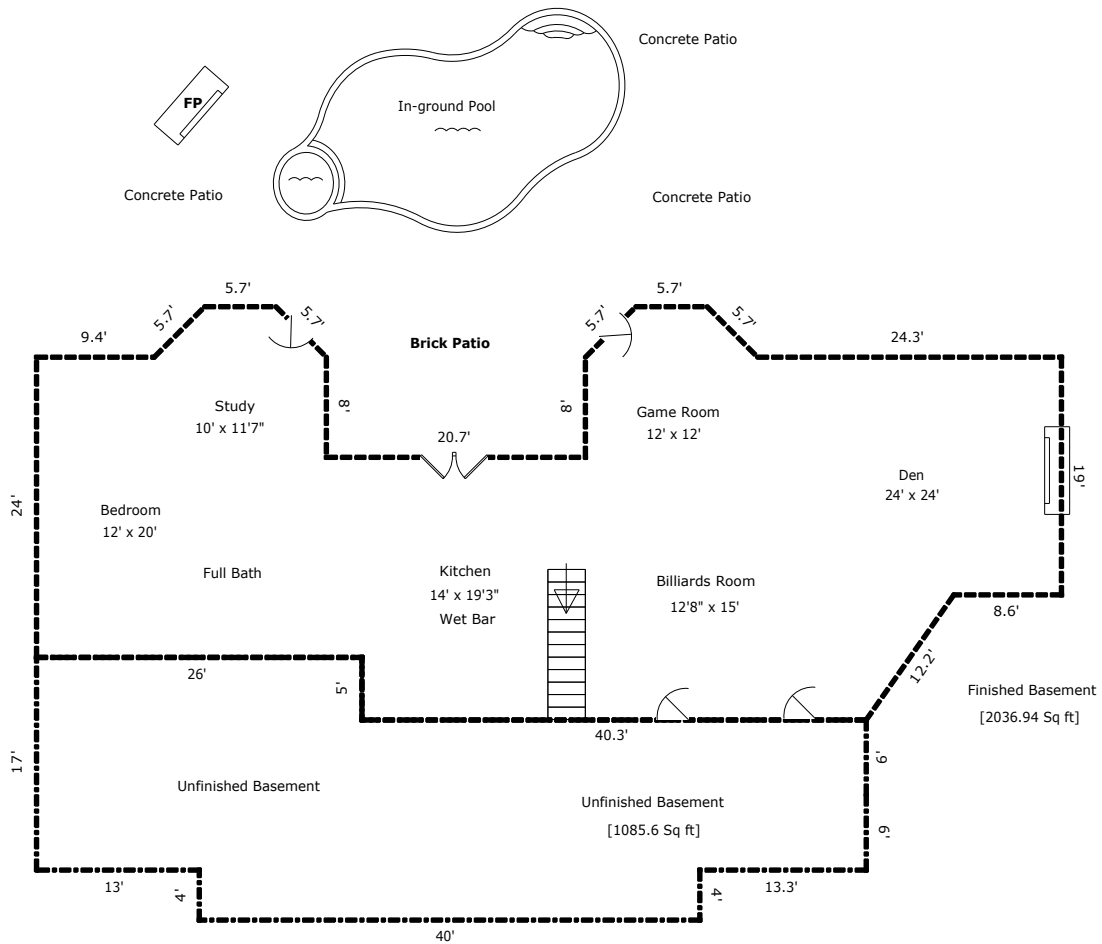 Concrete Patio
FP
In-ground Pool
Concrete Patio
Concrete Patio
5.7'
5.7'
5.7'
5.7'
5.7'
5.7'
9.4'
Brick Patio
24.3'
Study
10' x 11'7"
8'
8'
Game Room
12' x 12'
20.7'
Den
24' x 24'
19'
24'
Bedroom
12' x 20'
Full Bath
Kitchen
14' x 19'3"
Wet Bar
Billiards Room
12'8" x 15'
8.6'
12.2'
26'
5'
Finished Basement
[2036.94 Sq ft]
40.3'
17'
6'
Unfinished Basement
Unfinished Basement
[1085.6 Sq ft]
6'
13'
4'
4'
13.3'
40'